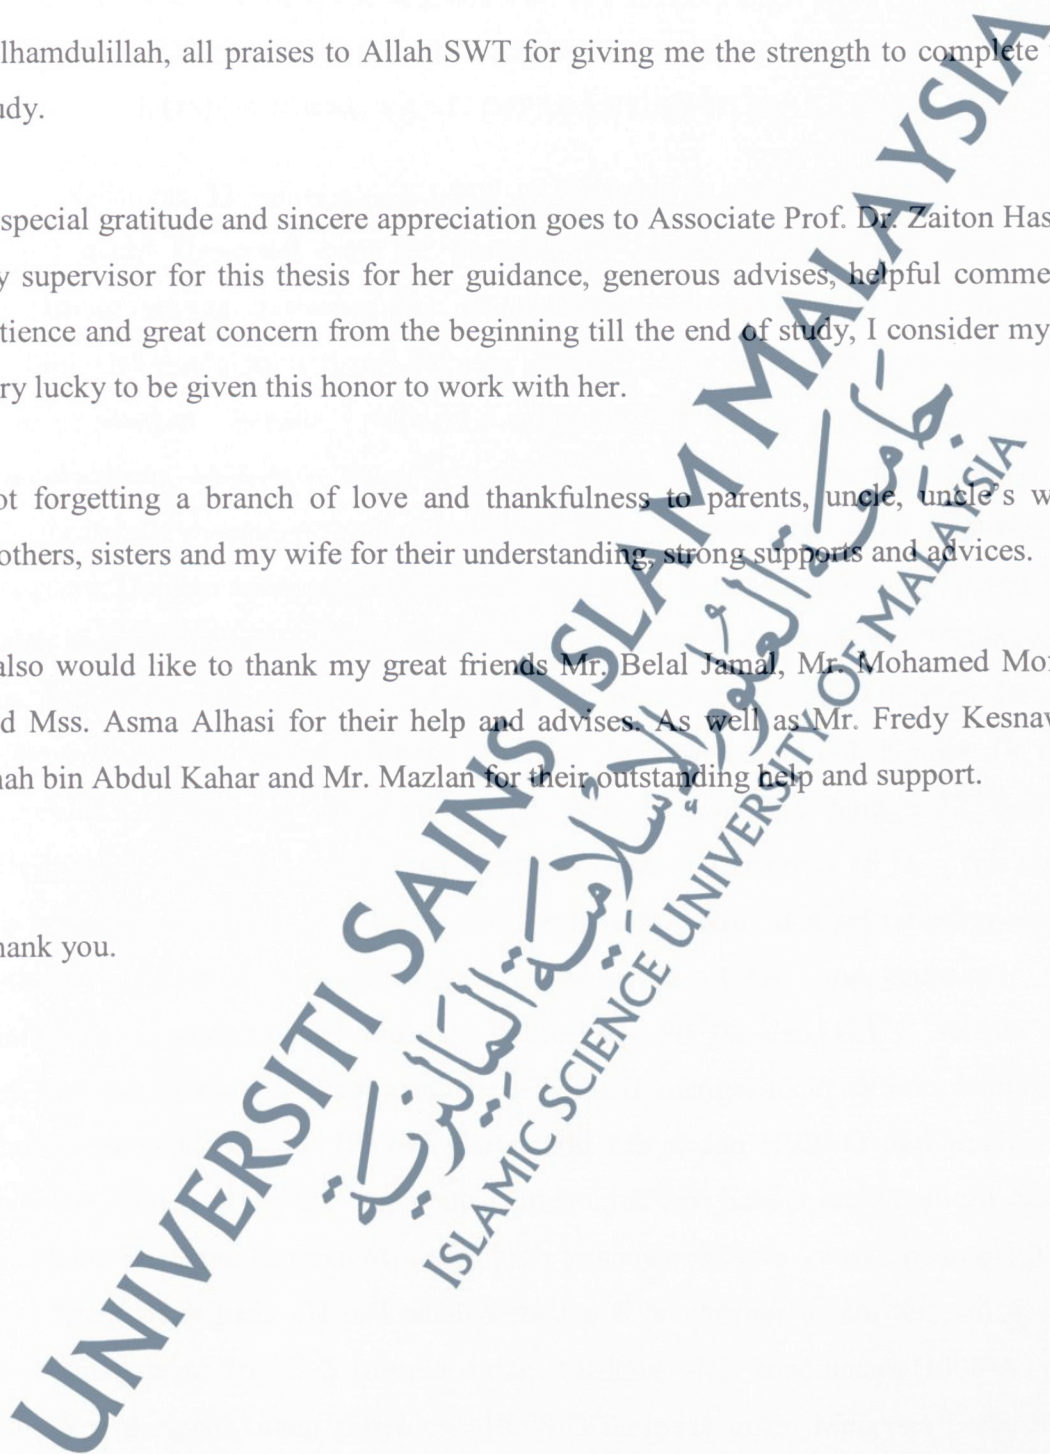 lhamdulillah, all praises to Allah SWT for giving me the strength to complete
udy.
special gratitude and sincere appreciation goes to Associate Prof. Dr. Zaiton Has
y supervisor for this thesis for her guidance, generous advises, helpful comme
tience and great concern from the beginning till the end of study, I consider my
ry lucky to be given this honor to work with her.
ot forgetting a branch of love and thankfulness to parents, uncle, uncle's w
others, sisters and my wife for their understanding, strong supports and advices.
also would like to thank my great friends Mr. Belal Jamal, Mr. Mohamed Mo
d Mss. Asma Alhasi for their help and advises. As well as Mr. Fredy Kesna
nah bin Abdul Kahar and Mr. Mazlan for their outstanding help and support.
hank you.
UNIVERSITI SAINS ISLAM MALAYSIA
جامعة العلوم الإسلامية الماليزية
ISLAMIC SCIENCE UNIVERSITY OF MALAYSIA